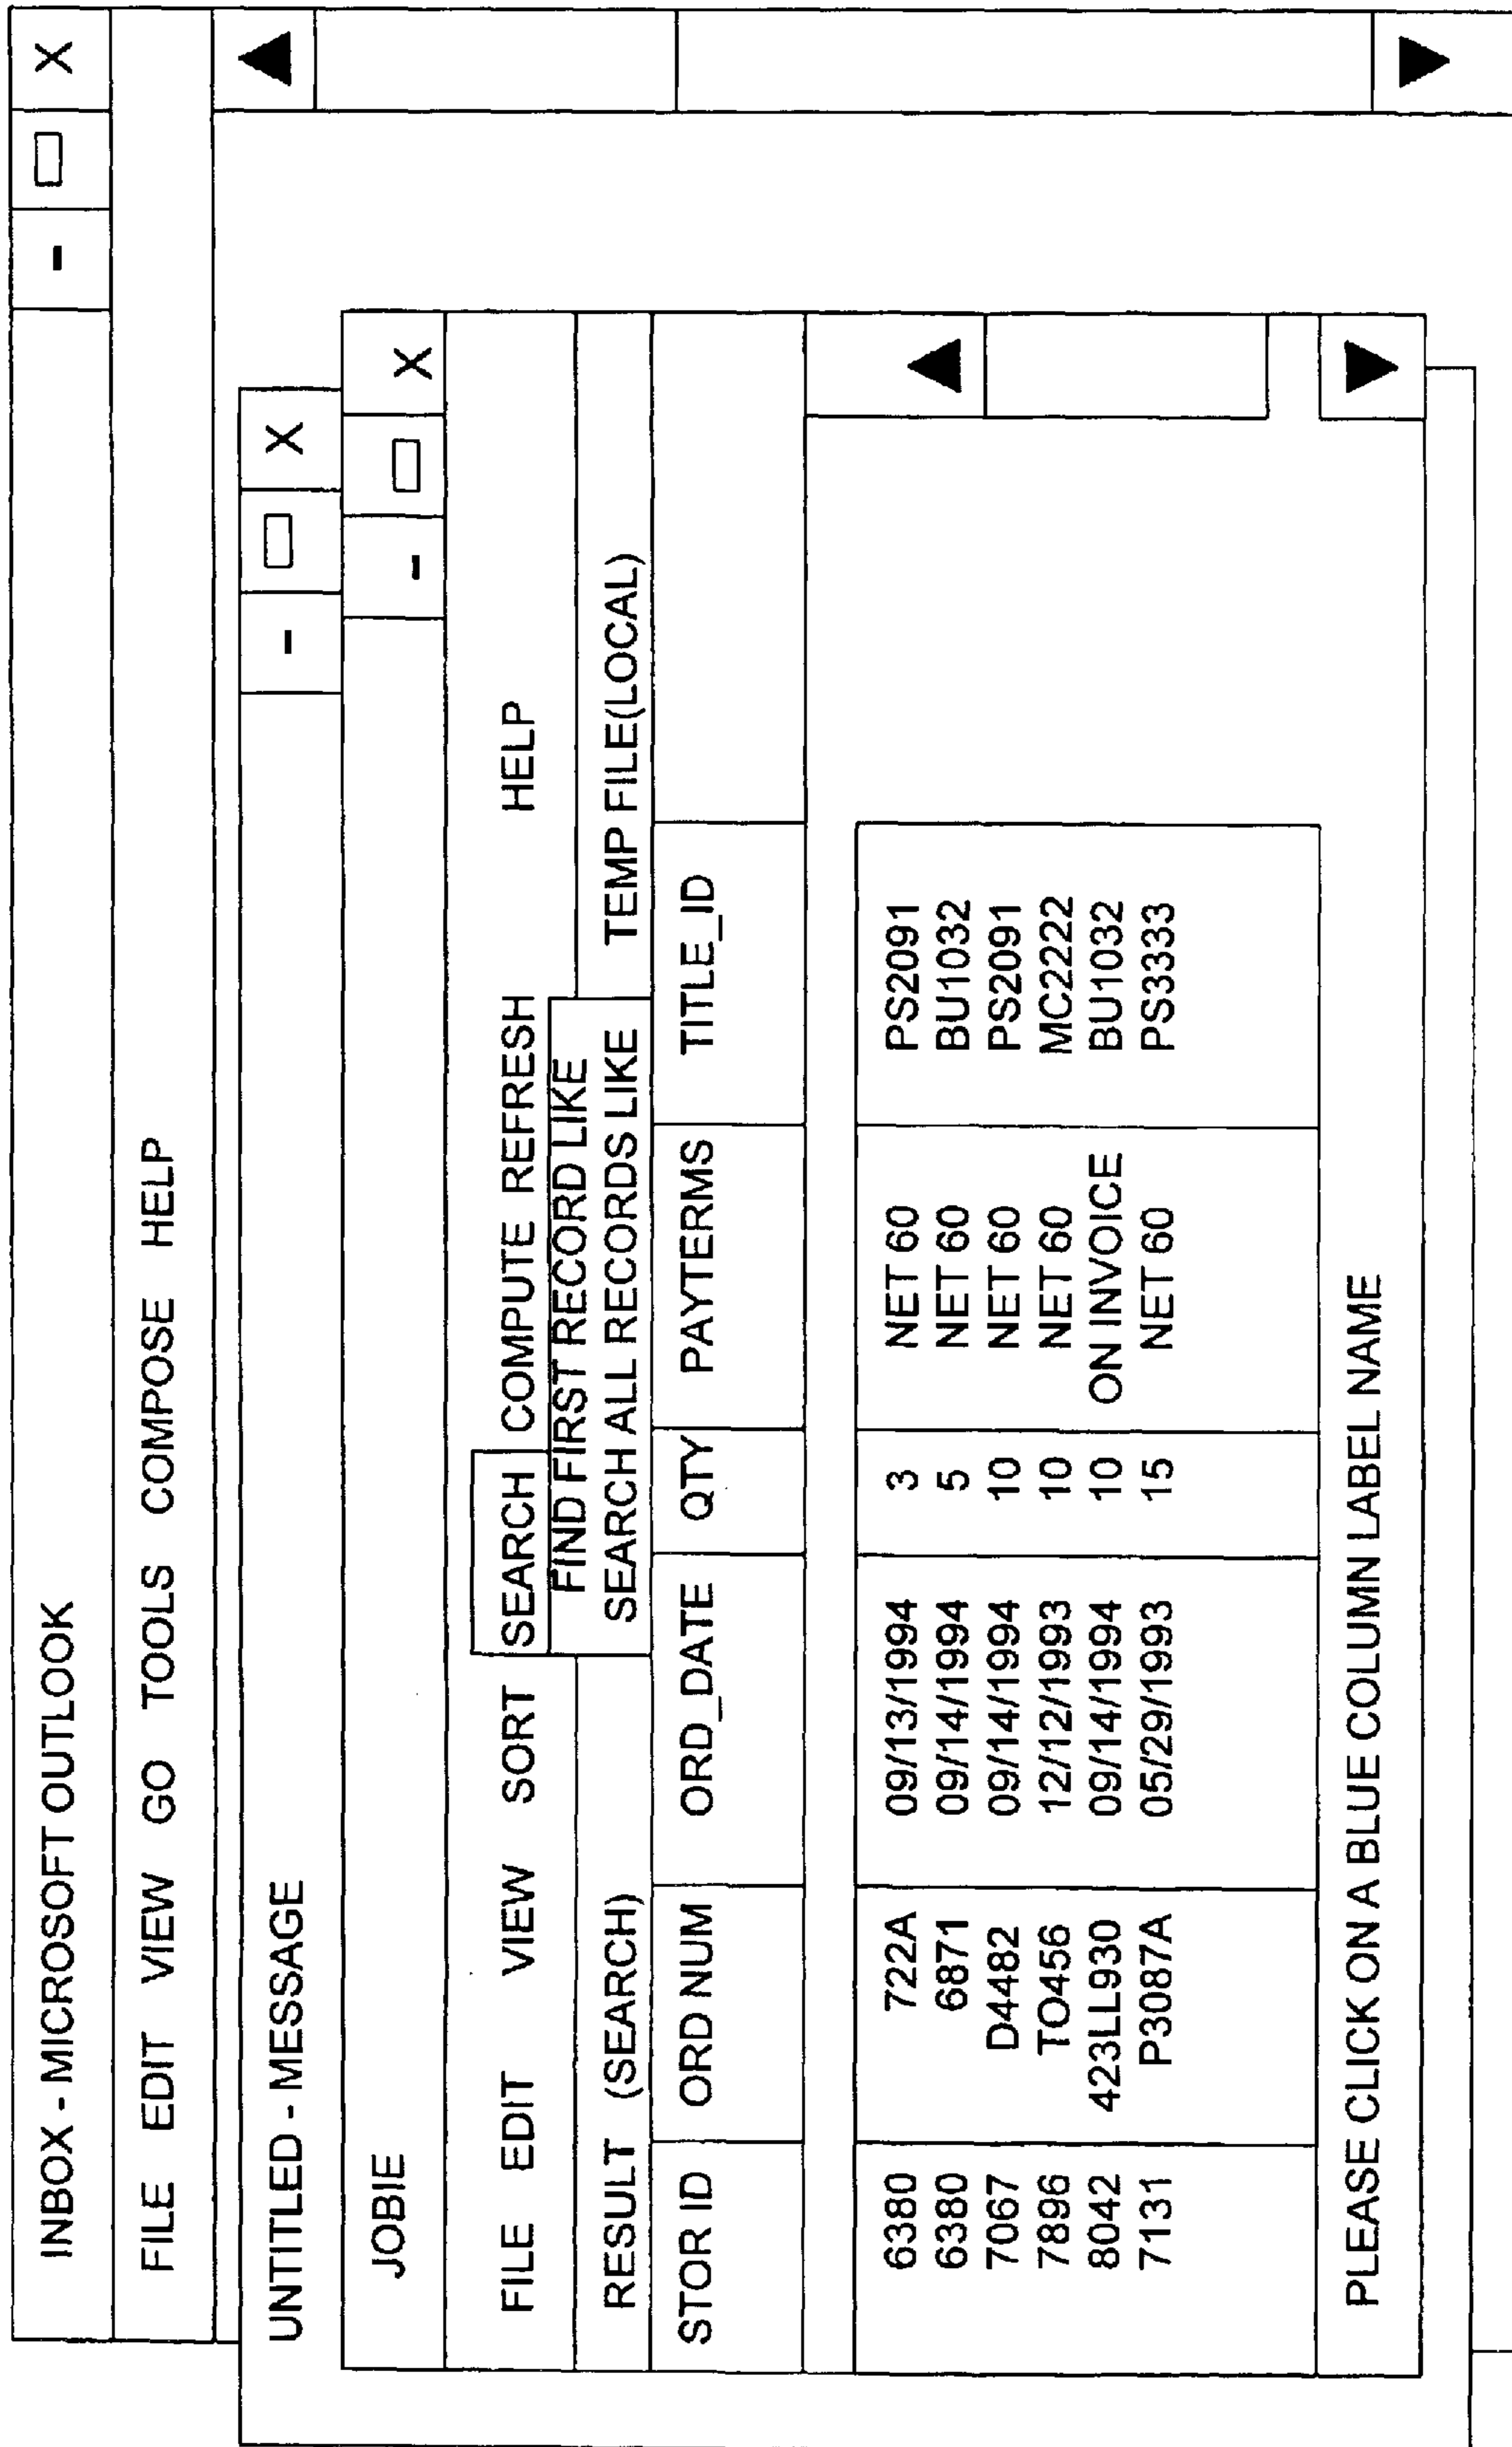 INBOX - MICROSOFT OUTLOOK - X
FILE EDIT VIEW GO TOOLS COMPOSE HELP
UNTITLED - MESSAGE - X
JOBIE - X
FILE EDIT VIEW SORT SEARCH COMPUTE REFRESH HELP
FIND FIRST RECORD LIKE
RESULT (SEARCH) SEARCH ALL RECORDS LIKE TEMP FILE(LOCAL)
STOR ID ORD NUM ORD_DATE QTY PAYTERMS TITLE_ID
6380 722A 09/13/1994 3 NET 60 PS2091
6380 6871 09/14/1994 5 NET 60 BU1032
7067 D4482 09/14/1994 10 NET 60 PS2091
7896 TO456 12/12/1993 10 NET 60 MC2222
8042 423LL930 09/14/1994 10 ON INVOICE BU1032
7131 P3087A 05/29/1993 15 NET 60 PS3333
PLEASE CLICK ON A BLUE COLUMN LABEL NAME